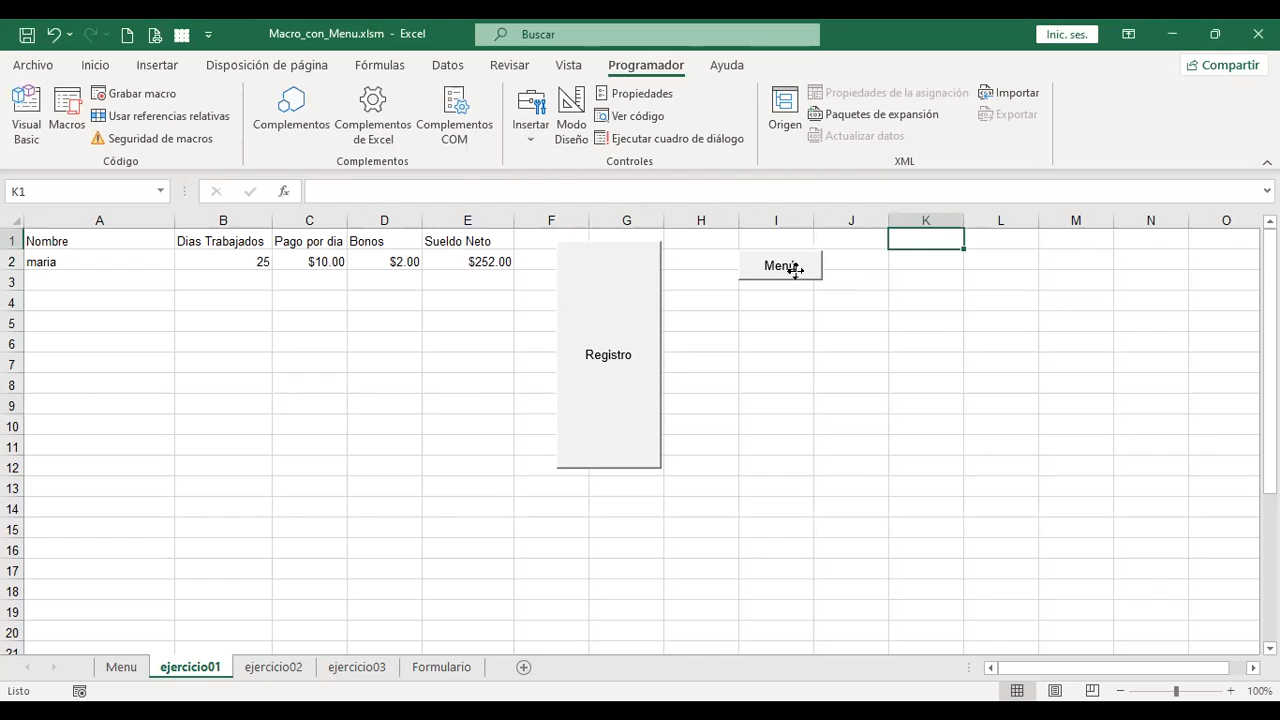 Macro_con_Menu.xlsm - Excel
Buscar
Inic. ses.
Archivo Inicio Insertar Disposición de página Fórmulas Datos Revisar Vista Programador Ayuda
Compartir
Visual Basic
Macros
Grabar macro
Usar referencias relativas
Seguridad de macros
Código
Complementos
Complementos de Excel
Complementos COM
Complementos
Insertar
Modo Diseño
Propiedades
Ver código
Ejecutar cuadro de diálogo
Controles
Origen
Propiedades de la asignación
Paquetes de expansión
Actualizar datos
Importar
Exportar
XML
K1
fx
A B C D E F G H I J K L M N O
1 Nombre Dias Trabajados Pago por dia Bonos Sueldo Neto
2 maria 25 $10.00 $2.00 $252.00
3
4
5
6
7
8
9
10
11
12
13
14
15
16
17
18
19
20
21
Registro
Menú
Menu ejercicio01 ejercicio02 ejercicio03 Formulario
Listo
100%